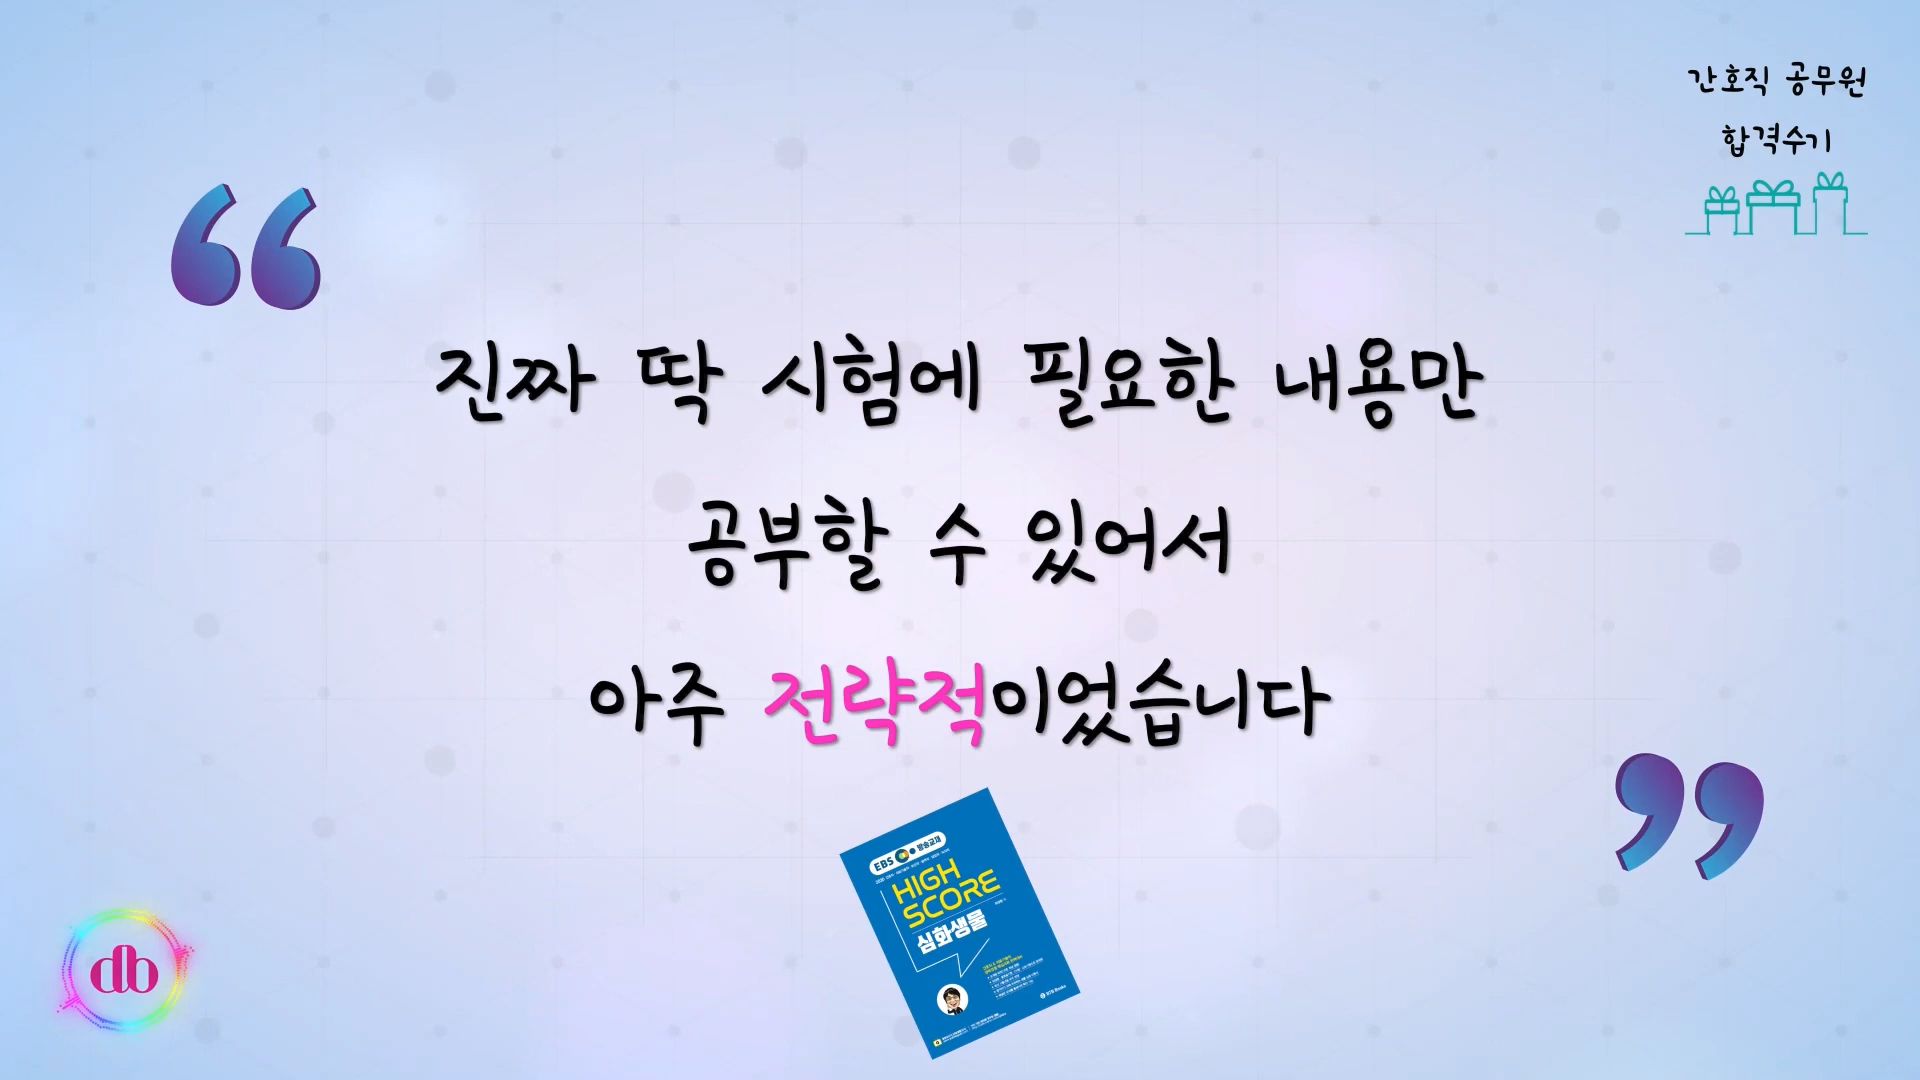 간호직 공무원
합격수기
진짜 딱 시험에 필요한 내용만
공부할 수 있어서
아주 전략적이었습니다
EBS 방송교재
HIGH
SCORE
심화생물
db